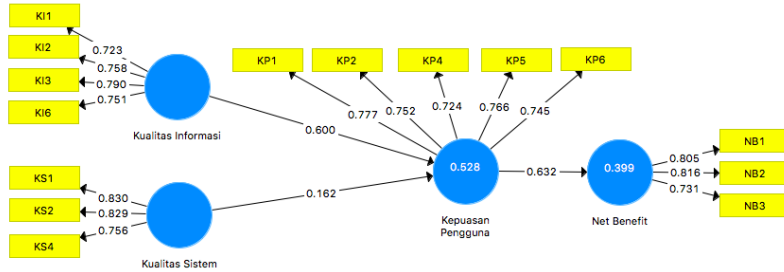 KI1
KI2
KI3
KI6
0.723
0.758
0.790
0.751
Kualitas Informasi
KP1
KP2
KP4
KP5
KP6
0.777
0.752
0.724
0.766
0.745
0.600
KS1
KS2
KS4
0.830
0.829
0.756
Kualitas Sistem
0.162
0.528
Kepuasan
Pengguna
0.632
0.399
Net Benefit
0.805
0.816
0.731
NB1
NB2
NB3